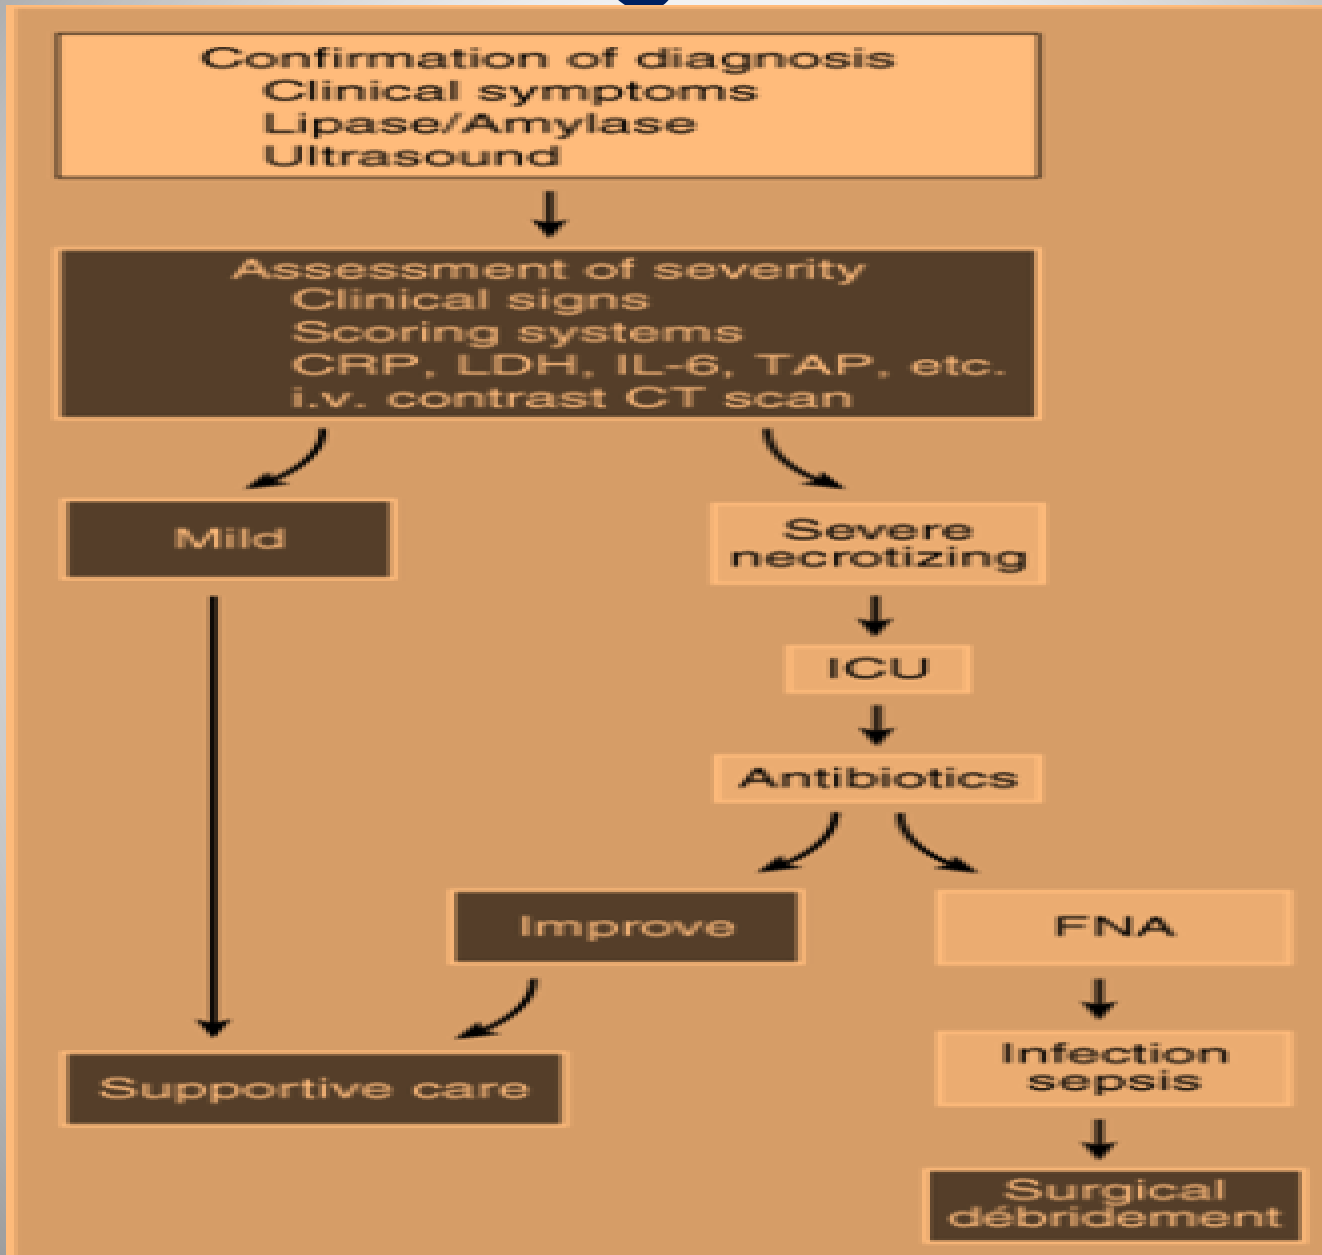 Confirmation of diagnosis
Clinical symptoms
Lipase/Amylase
Ultrasound
Assessment of severity
Clinical signs
Scoring systems
CRP, LDH, IL-6, TAP, etc.
i.v. contrast CT scan
Mild
Severe
necrotizing
ICU
Antibiotics
Improve
FNA
Infection
sepsis
Supportive care
Surgical
débridement